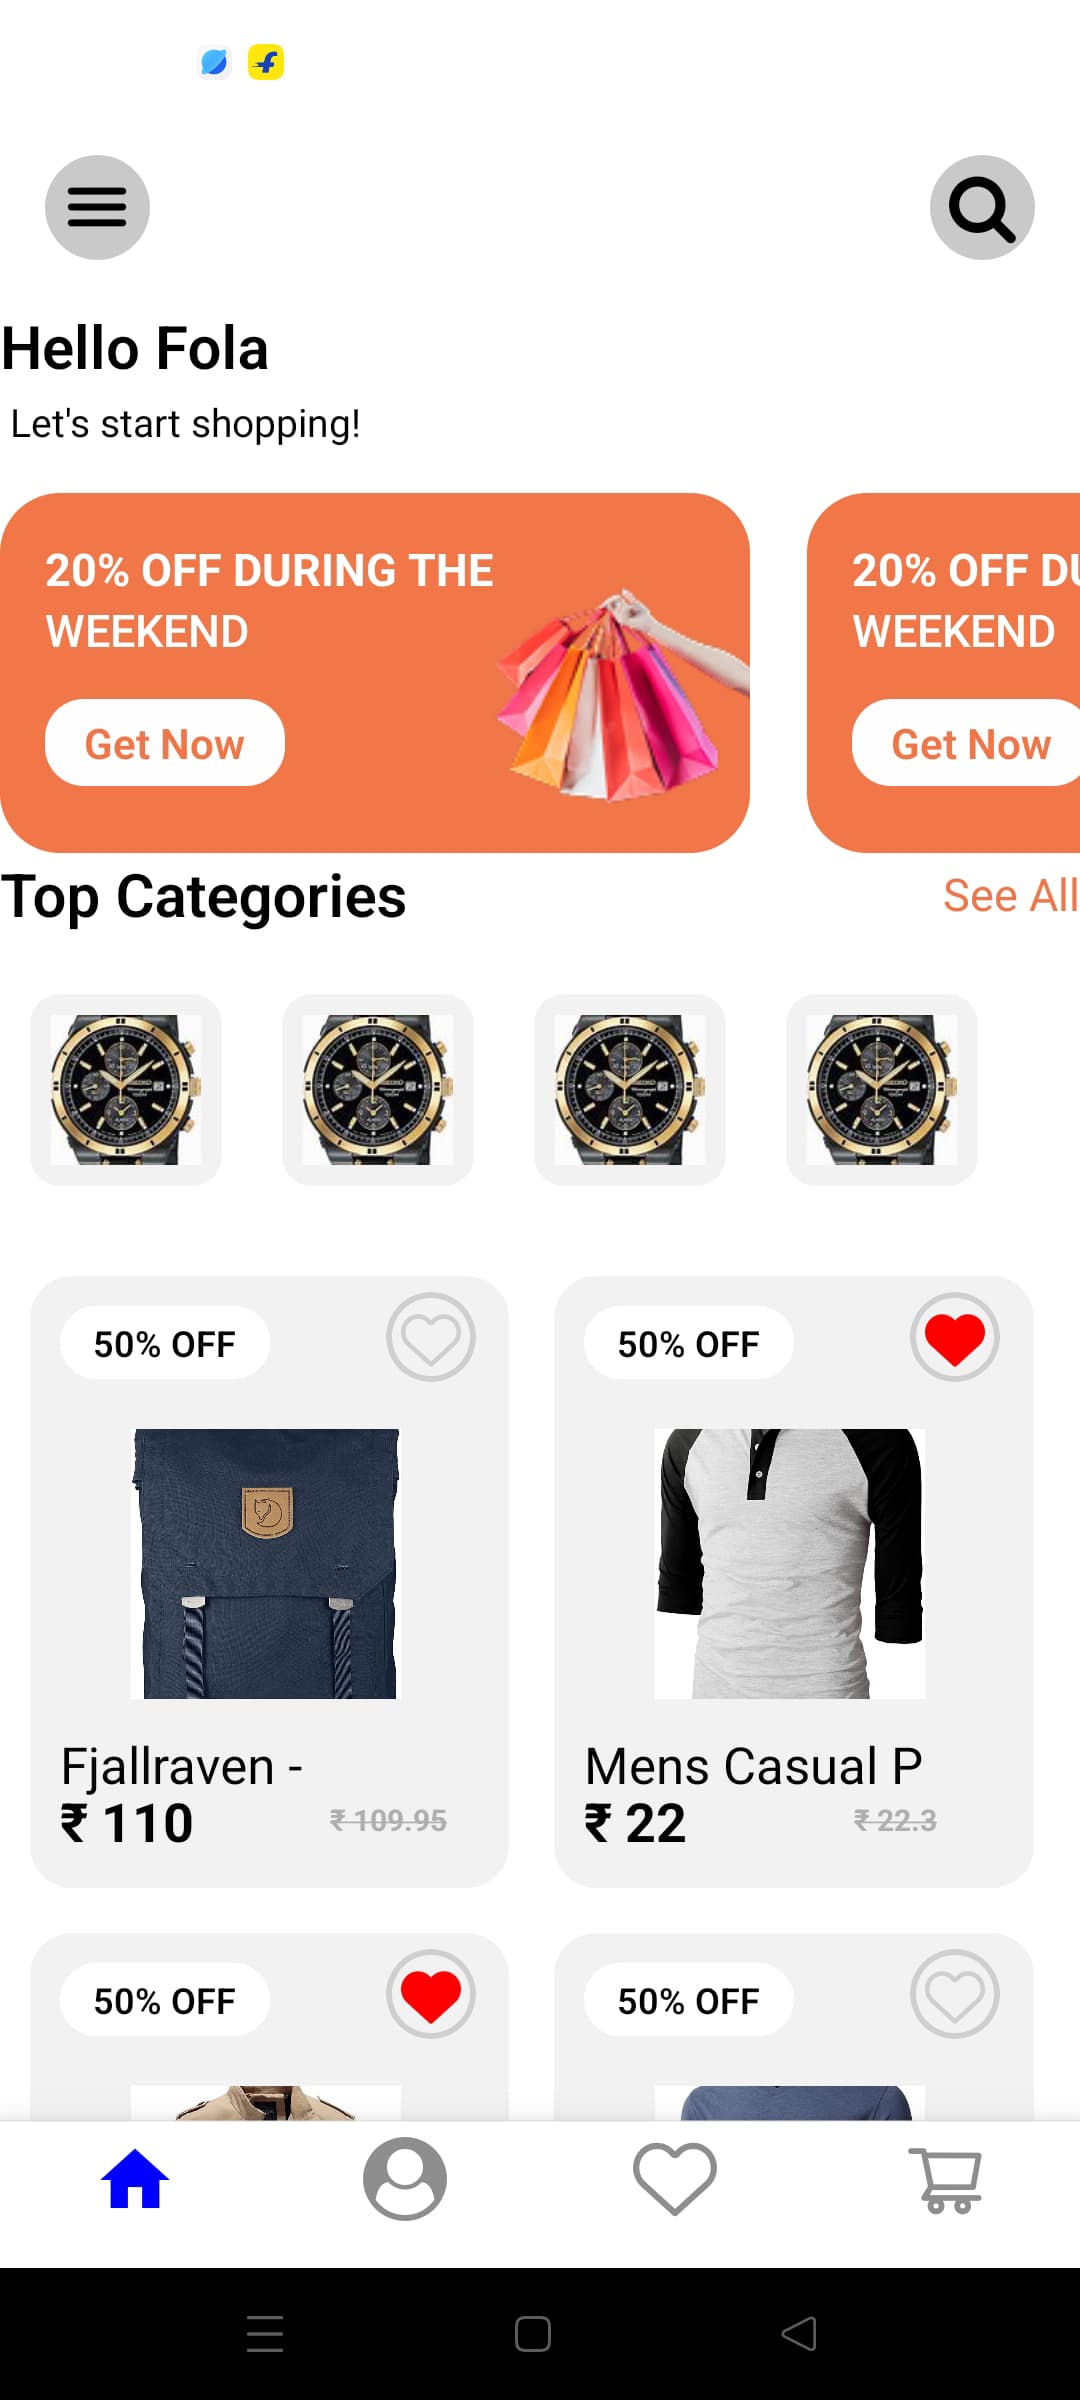 Hello Fola
Let's start shopping!
20% OFF DURING THE
WEEKEND
Get Now
20% OFF DU
WEEKEND
Get Now
Top Categories
See All
50% OFF
50% OFF
Fjallraven -
₹ 110
₹ 109.95
Mens Casual P
₹ 22
₹ 22.3
50% OFF
50% OFF